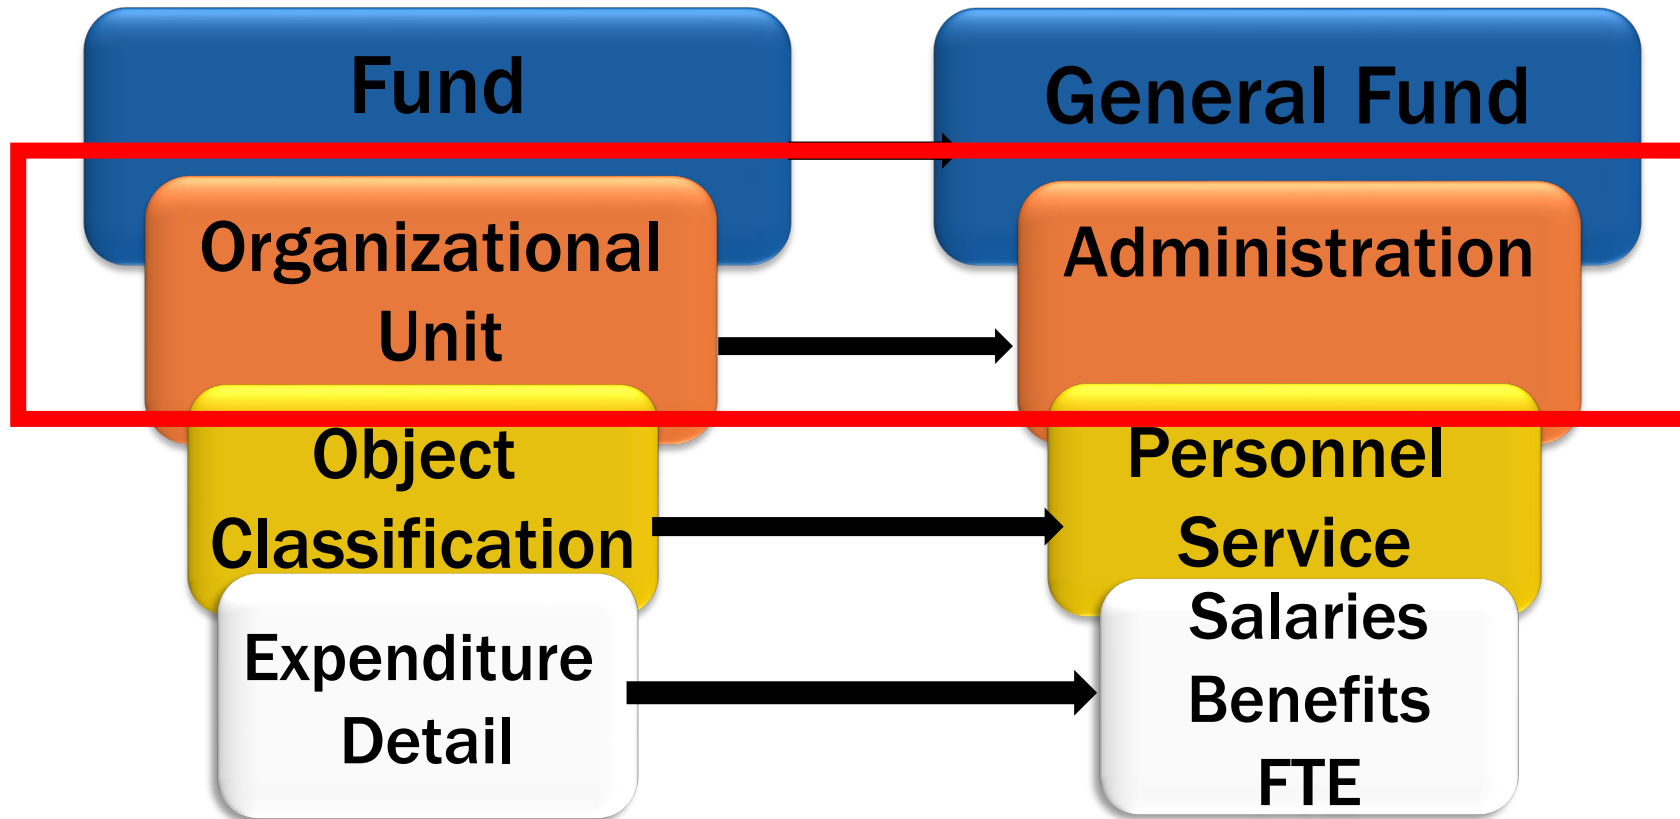 Fund
General Fund
Organizational
Unit
Administration
Object
Classification
Personnel
Service
Expenditure
Detail
Salaries
Benefits
FTE